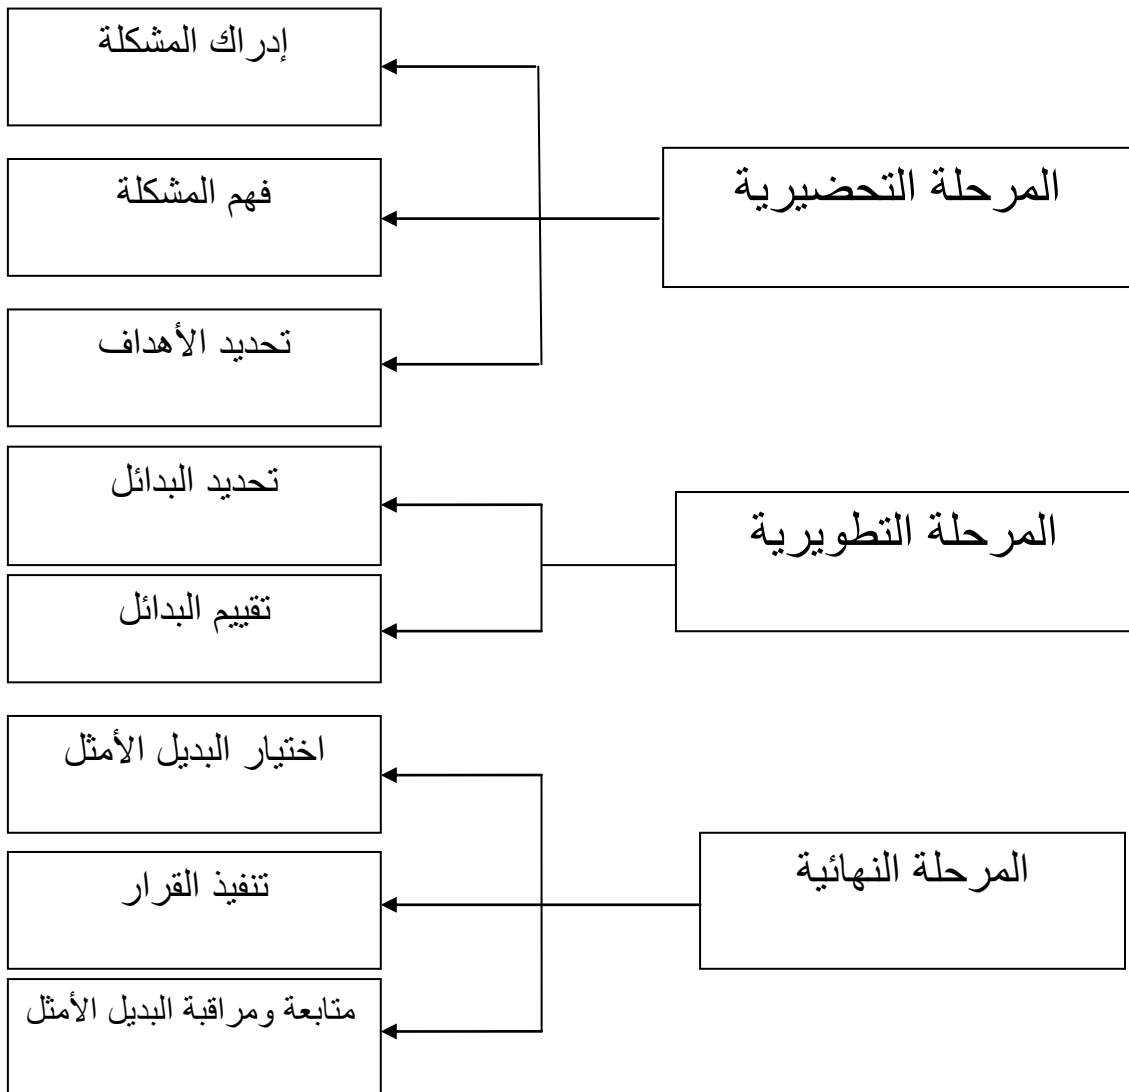 المرحلة التحضيرية
إدراك المشكلة
فهم المشكلة
تحديد الأهداف
المرحلة التطويرية
تحديد البدائل
تقييم البدائل
المرحلة النهائية
اختيار البديل الأمثل
تنفيذ القرار
متابعة ومراقبة البديل الأمثل